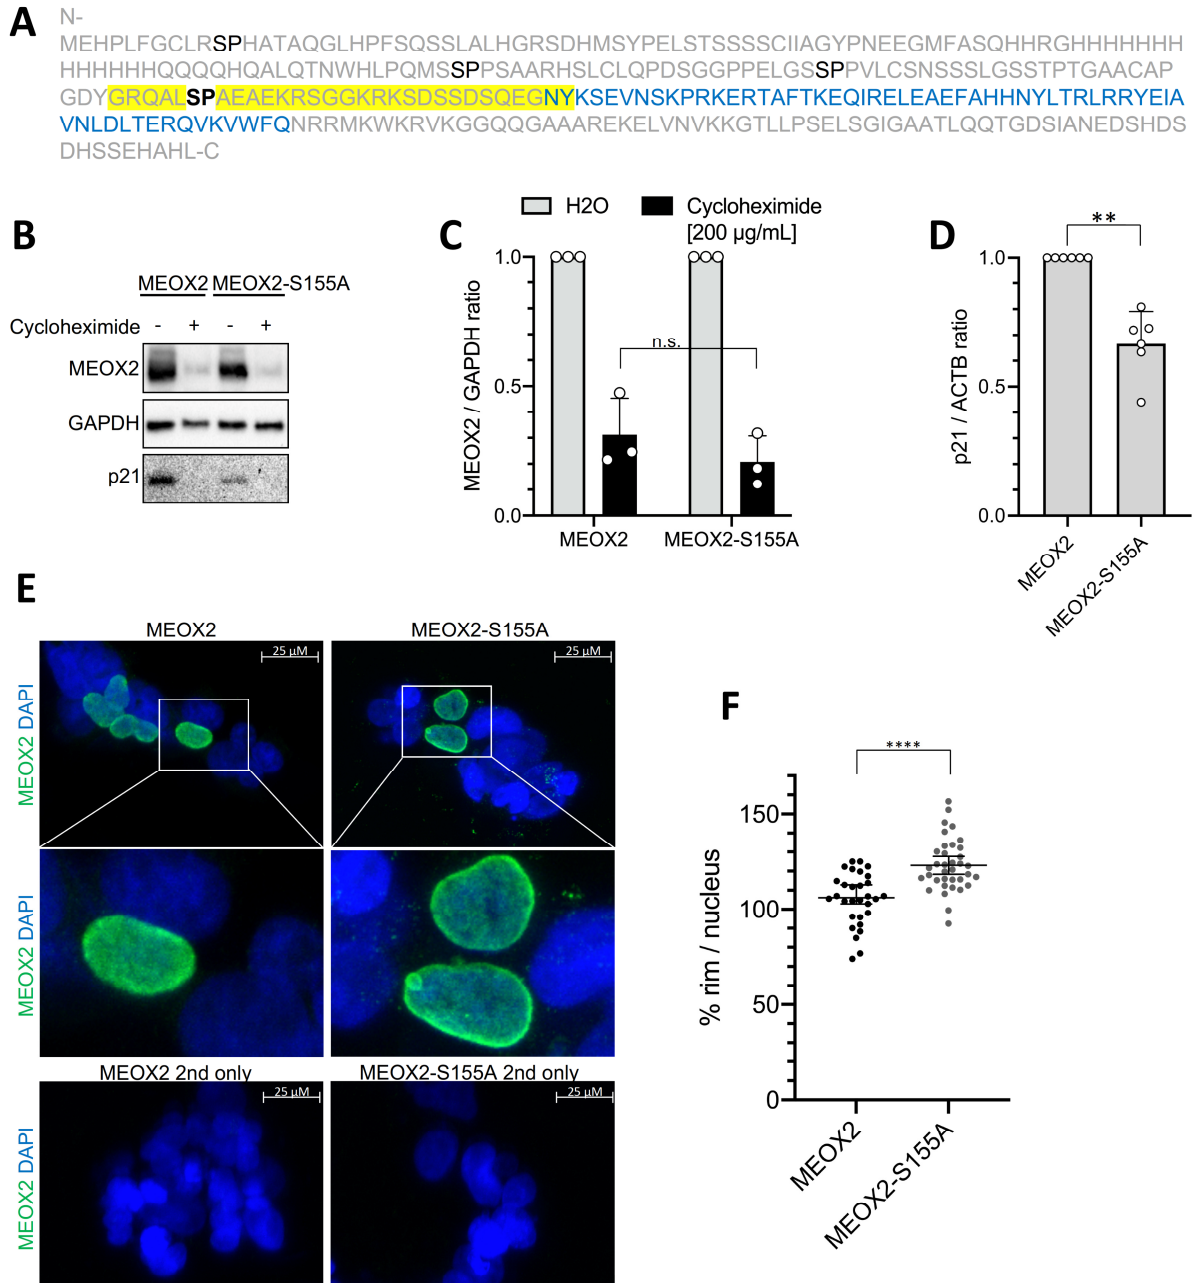 A
N-
MEHPLFGCLRSPHATAQGLHPFSQSSLALHGRSDHMSYPELSTSSSSCIIAGYPNEEGMFASQHHRGHHHHHHH
HHHHHHQQQQHQALQTNWHLPQMSSPPSAARHSLCLQPDSGGPPELGSSPPVLCSNSSSLGSSTPTGAACAP
GDYGRQALSPAEAEKRSGGKRKSDSSDSQEGNYKSEVNSKPRKERTAFTKEQIRELEAEFAHHNYLTRLRRYEIA
VNLDLTERQVKVWFQNRRMKWKRVKGGQQGAAAREKELVNVKKGTLLPSELSGIGAATLQQTGDSIANEDSHDS
DHSSEHAHL-C
B
MEOX2 MEOX2-S155A
Cycloheximide - + - +
MEOX2
GAPDH
p21
C
H2O
Cycloheximide
[200 µg/mL]
MEOX2 / GAPDH ratio
1.0
0.5
0.0
n.s.
MEOX2 MEOX2-S155A
D
**
p21 / ACTB ratio
1.0
0.5
0.0
MEOX2
MEOX2-S155A
E
MEOX2 MEOX2-S155A
MEOX2 DAPI
25 µM
25 µM
MEOX2 DAPI
MEOX2 2nd only MEOX2-S155A 2nd only
MEOX2 DAPI
25 µM
25 µM
F
****
% rim / nucleus
150
100
50
0
MEOX2
MEOX2-S155A